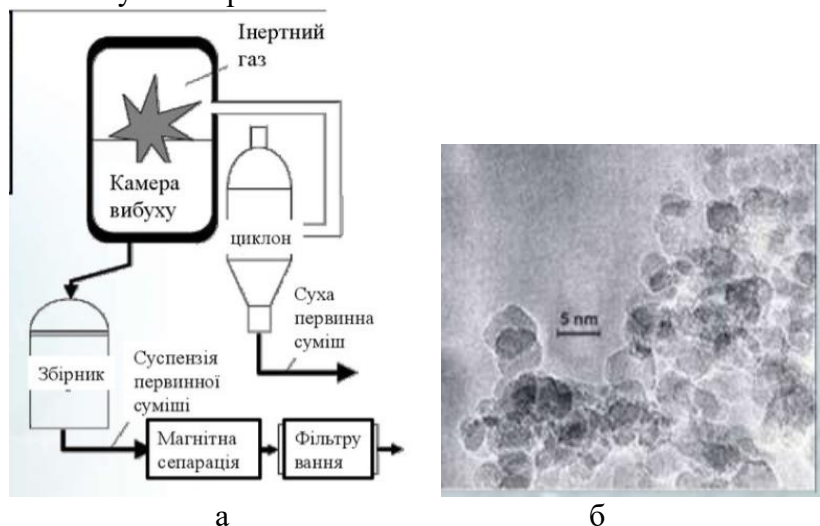 Інертний
газ
Камера
вибуху
циклон
Суха
первинна
суміш
Збірник
Суспензія
первинної
суміші
Магнітна
сепарація
Фільтру
вання
5 nm
а
б